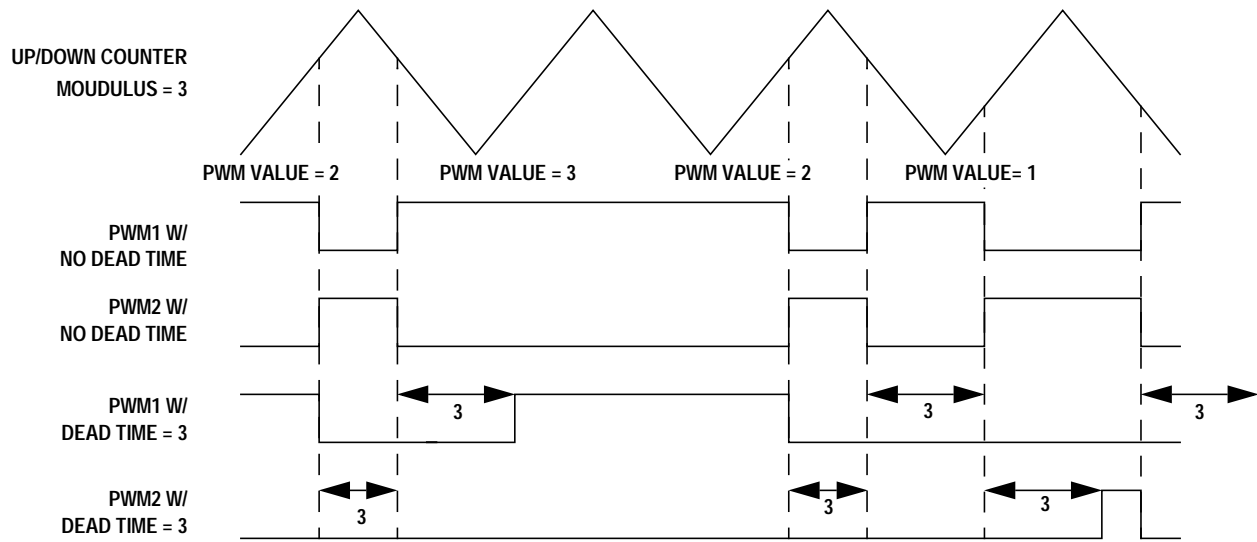 UP/DOWN COUNTER
MOUDULUS = 3
PWM VALUE = 2
PWM VALUE = 3
PWM VALUE = 2
PWM VALUE= 1
PWM1 W/
NO DEAD TIME
PWM2 W/
NO DEAD TIME
PWM1 W/
DEAD TIME = 3
3
3
3
PWM2 W/
DEAD TIME = 3
3
3
3